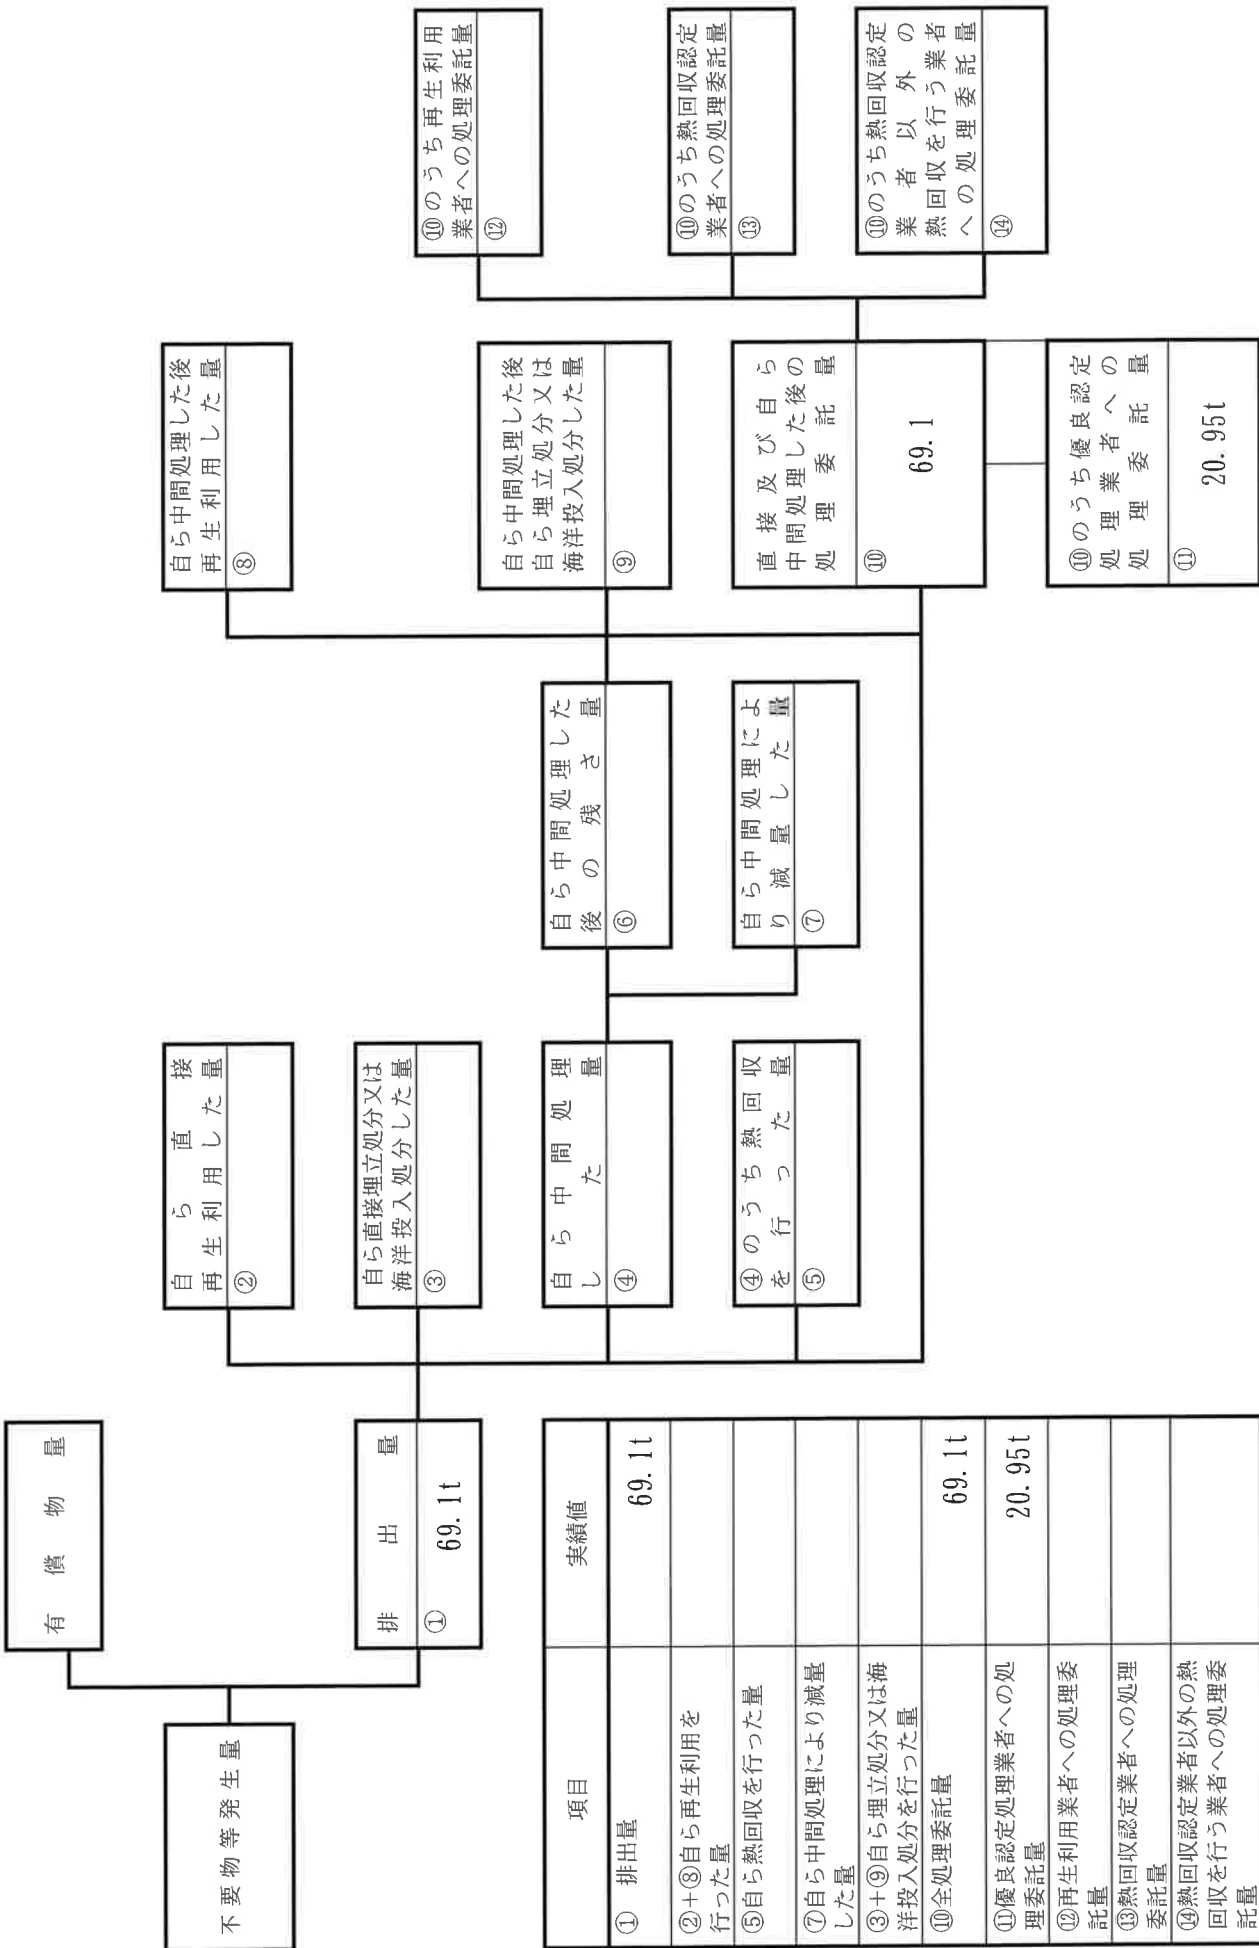 不要物等発生量
有償物量
排出量
①
69.1t
自ら直接
再生利用した量
②
自ら直接埋立処分又は
海洋投入処分した量
③
自ら中間処理
した量
④
④のうち熱回収
を行った量
⑤
自ら中間処理した
後の残さ量
⑥
自ら中間処理によ
り減量した量
⑦
自ら中間処理した後
再生利用した量
⑧
自ら中間処理した後
自ら埋立処分又は
海洋投入処分した量
⑨
直接及び自ら
中間処理した後の
処理委託量
⑩
69.1
⑩のうち優良認定
処理業者への
処理委託量
⑪
20.95t
⑩のうち再生利用
業者への処理委託量
⑫
⑩のうち熱回収認定
業者への処理委託量
⑬
⑩のうち熱回収認定
業者以外の
熱回収を行う業者
への処理委託量
⑭
項目 実績値
① 排出量 69.1t
②+⑧自ら再生利用を
行った量
⑤自ら熱回収を行った量
⑦自ら中間処理により減量
した量
③+⑨自ら埋立処分又は海
洋投入処分を行った量
⑩全処理委託量 69.1t
⑪優良認定処理業者への処
理委託量 20.95t
⑫再生利用業者への処理委
託量
⑬熱回収認定業者への処理
委託量
⑭熱回収認定業者以外の熱
回収を行う業者への処理委
託量